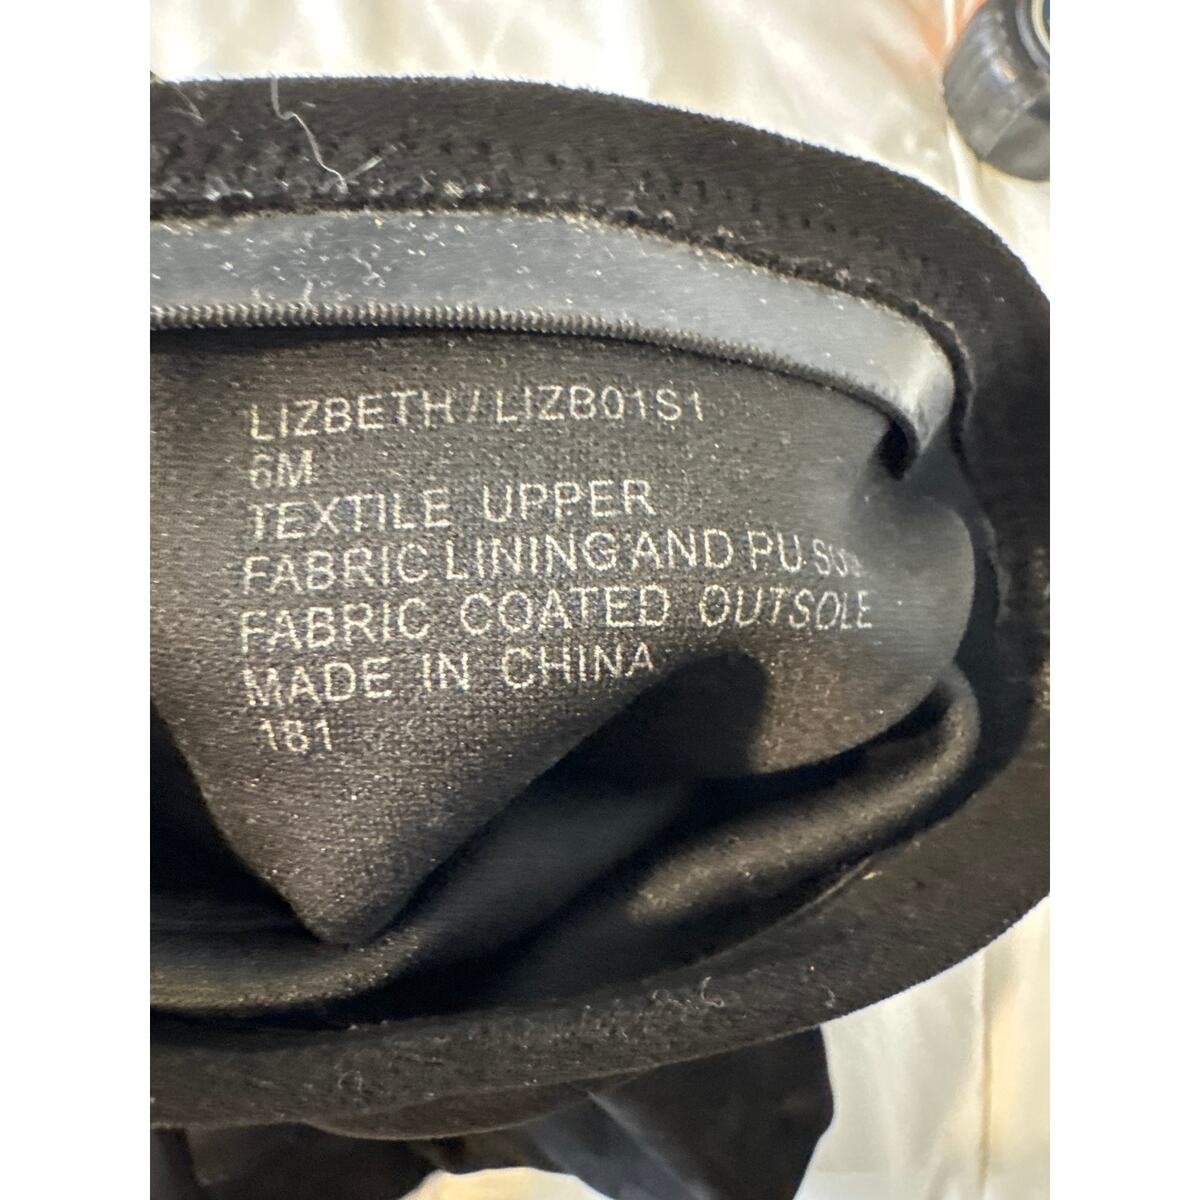 LIZBETH / LIZB01S1
6M
TEXTILE UPPER
FABRIC LINING AND PU
FABRIC COATED OUTSOLE
MADE IN CHINA
181